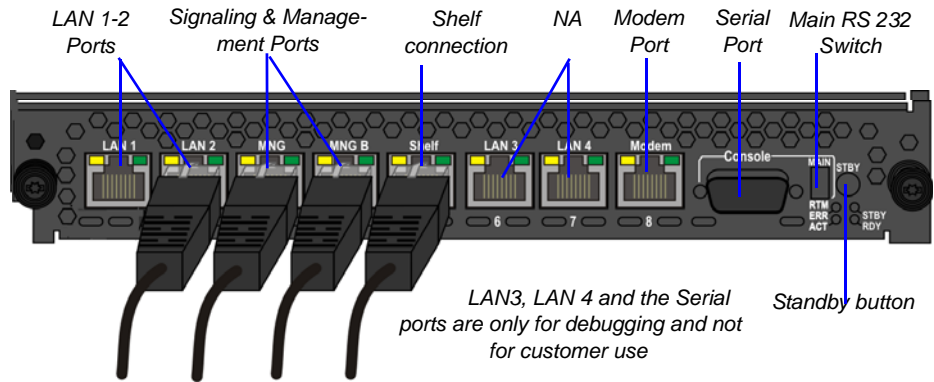 LAN 1-2
Ports
Signaling & Manage-
ment Ports
Shelf
connection
NA
Modem
Port
Serial
Port
Main RS 232
Switch
LAN 1
LAN 2
MNG
MNG B
Shelf
LAN 3
LAN 4
Modem
Console
MAIN
STBY
6
7
8
RTM
ERR
ACT
STBY
RDY
LAN3, LAN 4 and the Serial
ports are only for debugging and not
for customer use
Standby button